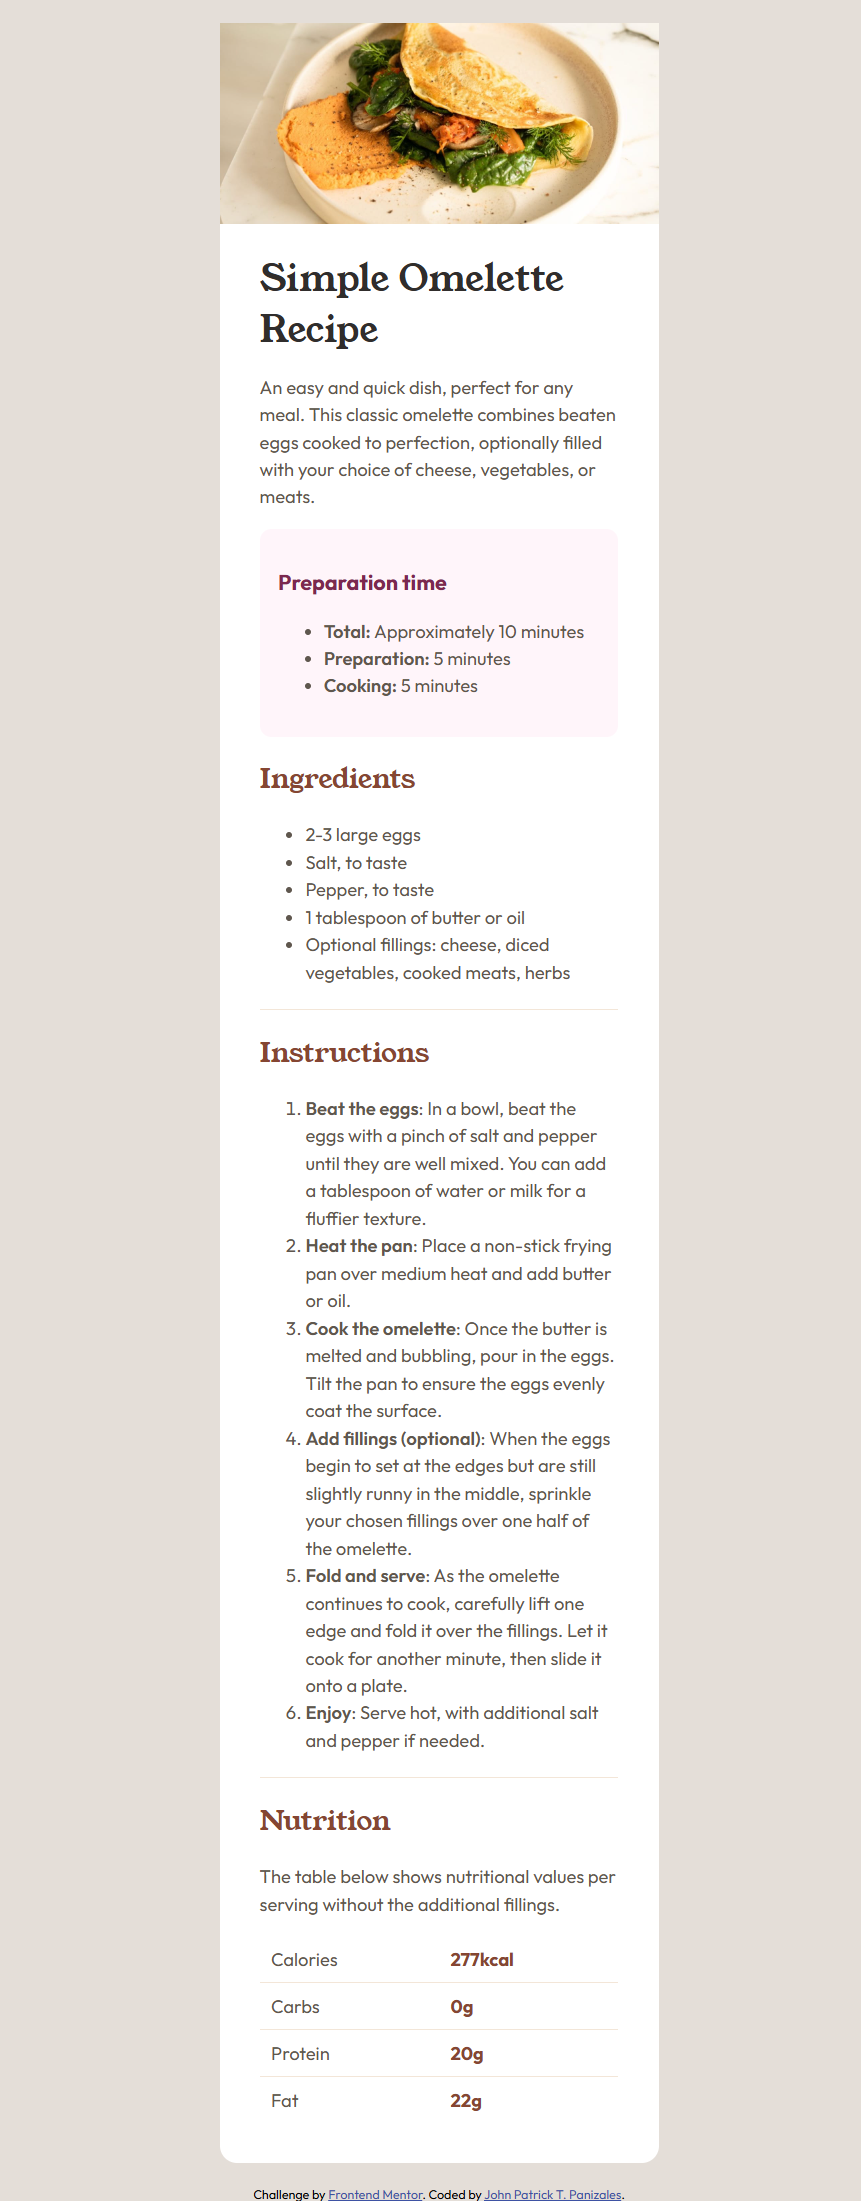 Simple Omelette
Recipe
An easy and quick dish, perfect for any
meal. This classic omelette combines beaten
eggs cooked to perfection, optionally filled
with your choice of cheese, vegetables, or
meats.
Preparation time
• Total: Approximately 10 minutes
• Preparation: 5 minutes
• Cooking: 5 minutes
Ingredients
• 2-3 large eggs
• Salt, to taste
• Pepper, to taste
• 1 tablespoon of butter or oil
• Optional fillings: cheese, diced
vegetables, cooked meats, herbs
Instructions
1. Beat the eggs: In a bowl, beat the
eggs with a pinch of salt and pepper
until they are well mixed. You can add
a tablespoon of water or milk for a
fluffier texture.
2. Heat the pan: Place a non-stick frying
pan over medium heat and add butter
or oil.
3. Cook the omelette: Once the butter is
melted and bubbling, pour in the eggs.
Tilt the pan to ensure the eggs evenly
coat the surface.
4. Add fillings (optional): When the eggs
begin to set at the edges but are still
slightly runny in the middle, sprinkle
your chosen fillings over one half of
the omelette.
5. Fold and serve: As the omelette
continues to cook, carefully lift one
edge and fold it over the fillings. Let it
cook for another minute, then slide it
onto a plate.
6. Enjoy: Serve hot, with additional salt
and pepper if needed.
Nutrition
The table below shows nutritional values per
serving without the additional fillings.
Calories 277kcal
Carbs 0g
Protein 20g
Fat 22g
Challenge by Frontend Mentor. Coded by John Patrick T. Panizales.